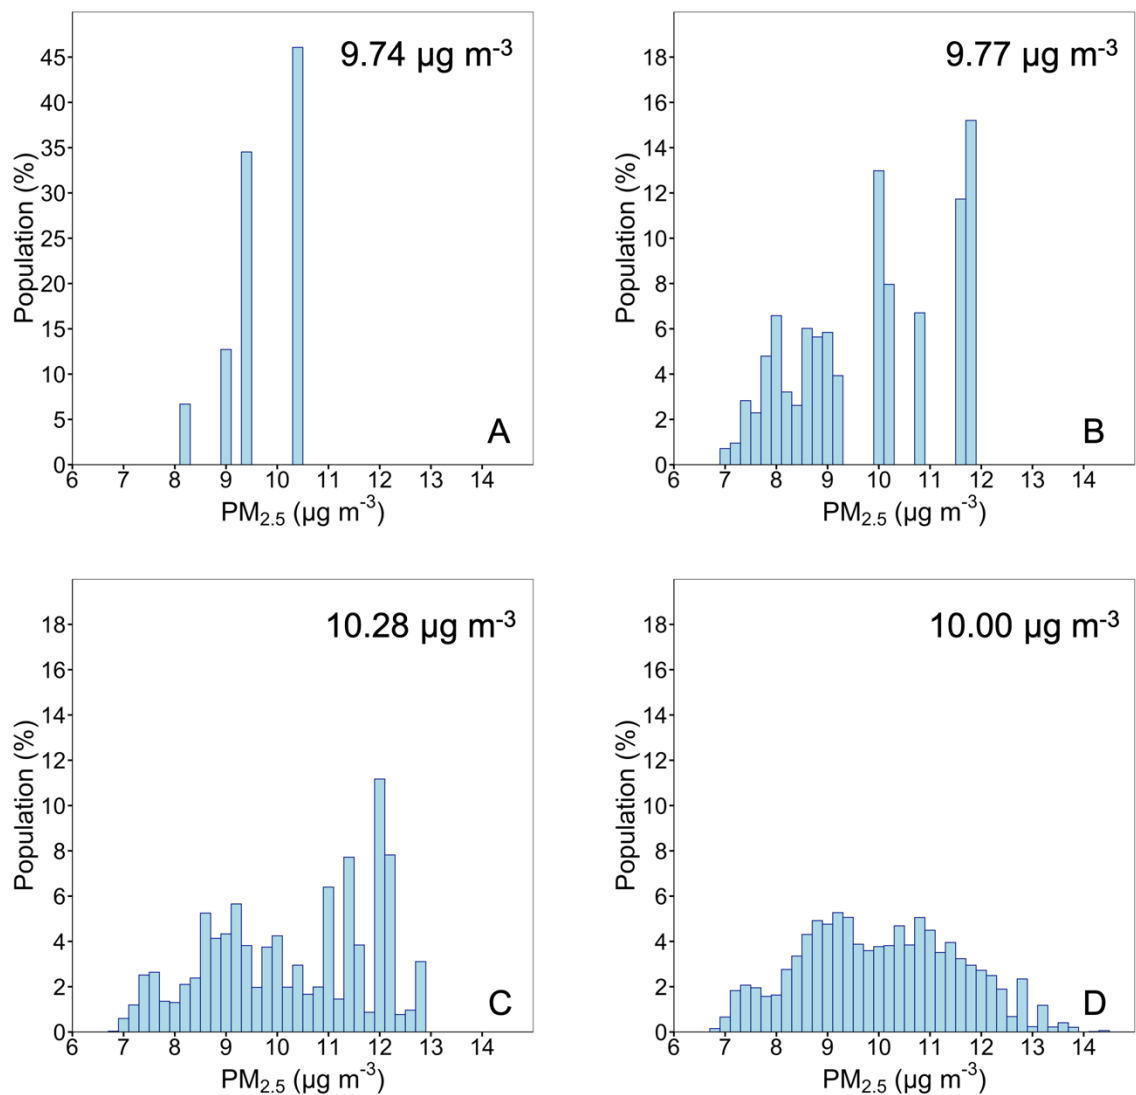 9.74 µg m-3
Population (%)
45
40
35
30
25
20
15
10
5
0
A
6 7 8 9 10 11 12 13 14
PM2.5 (µg m-3)
9.77 µg m-3
Population (%)
18
16
14
12
10
8
6
4
2
0
B
6 7 8 9 10 11 12 13 14
PM2.5 (µg m-3)
10.28 µg m-3
Population (%)
18
16
14
12
10
8
6
4
2
0
C
6 7 8 9 10 11 12 13 14
PM2.5 (µg m-3)
10.00 µg m-3
Population (%)
18
16
14
12
10
8
6
4
2
0
D
6 7 8 9 10 11 12 13 14
PM2.5 (µg m-3)